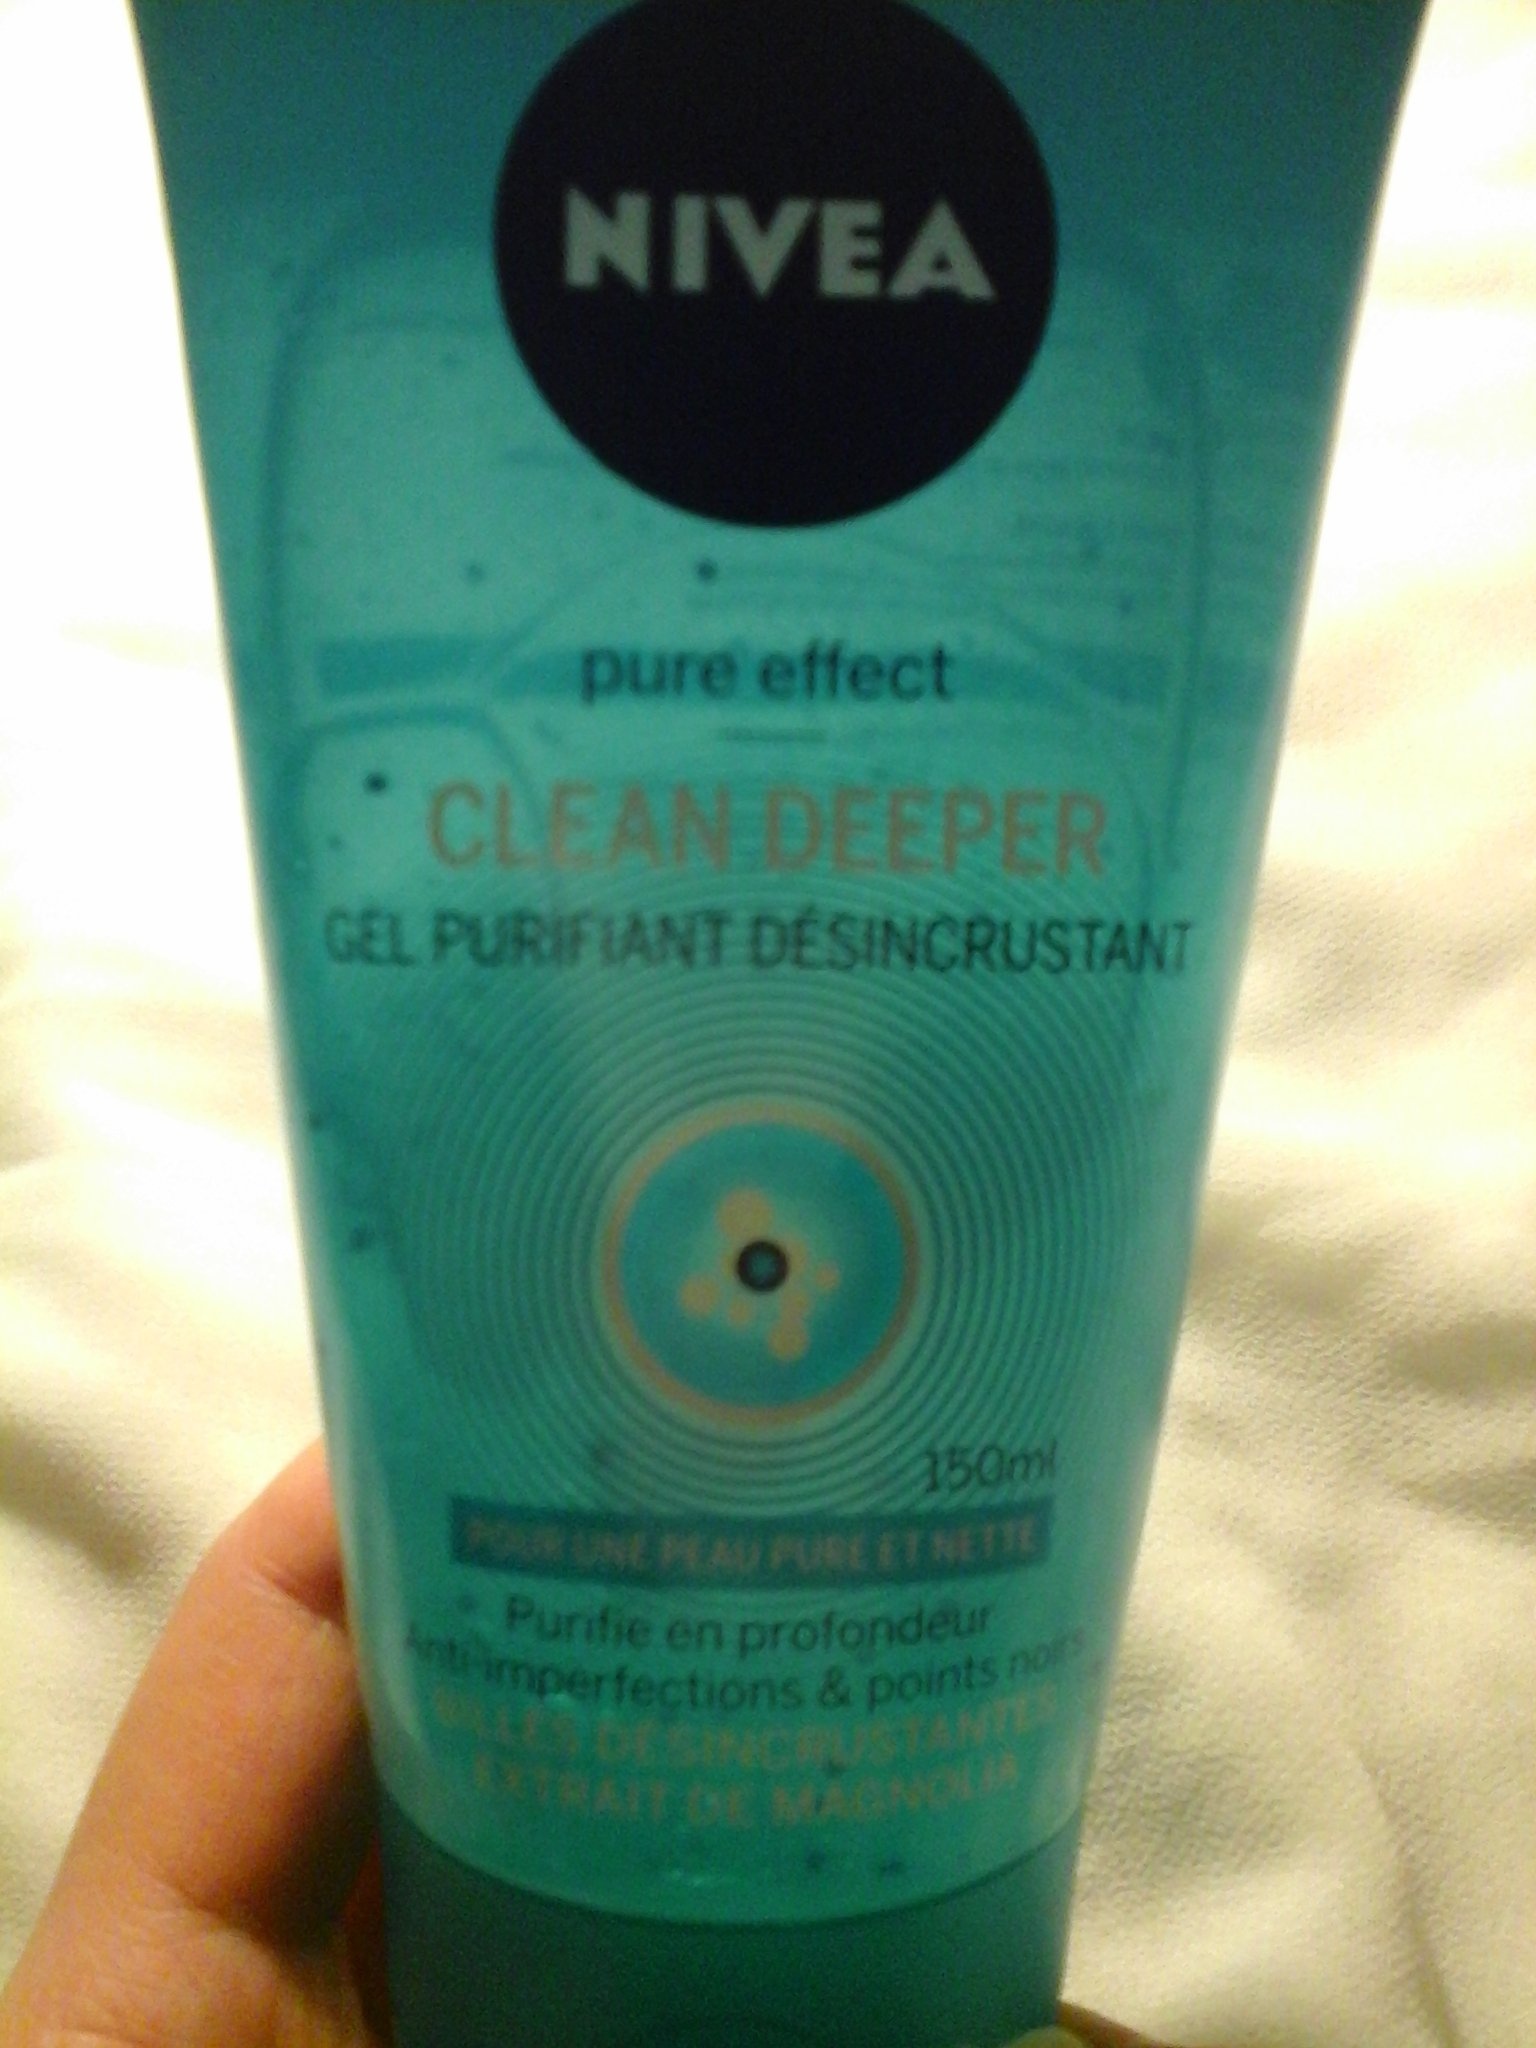 NIVEA
pure effect
CLEAN DEEPER
GEL PURIFIANT DÉSINCRUSTANT
150ml
POUR UNE PEAU PURE ET NETTE
Purifie en profondeur
Anti-imperfections & points noirs
BILLES DÉSINCRUSTANTES
EXTRAIT DE MAGNOLIA